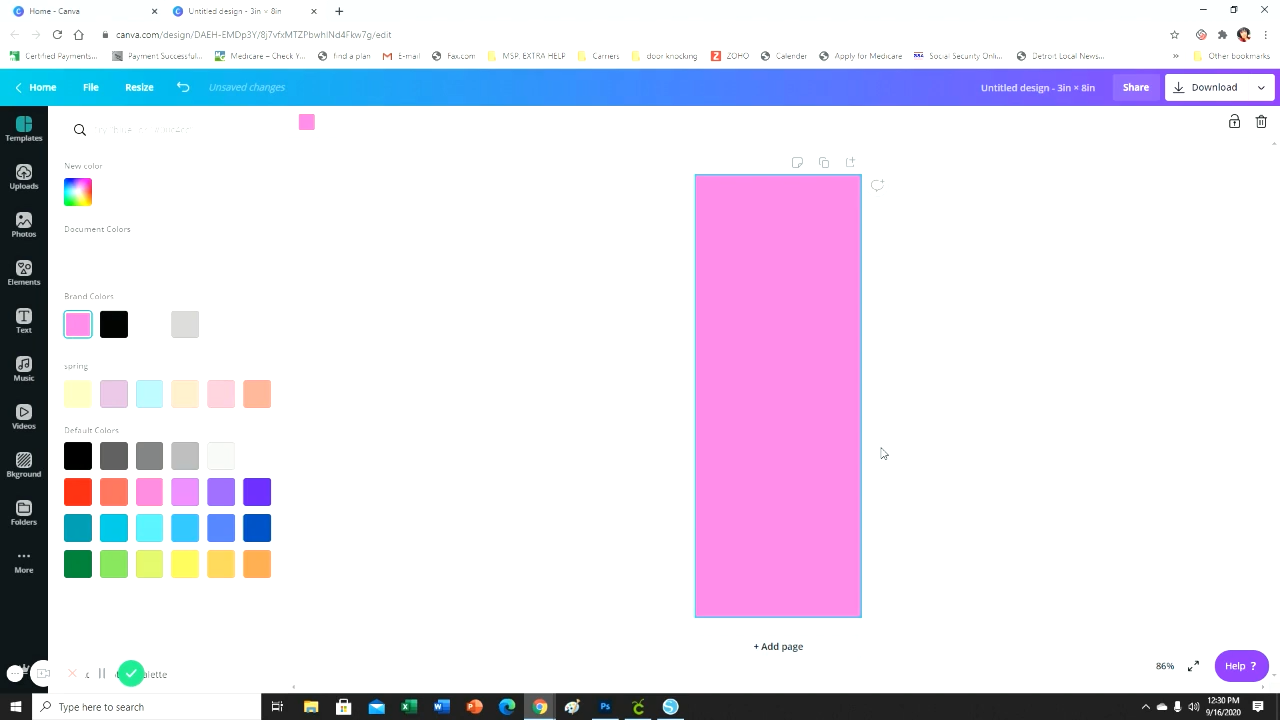 Home - Canva
Untitled design - 3in × 8in
canva.com/design/DAEH-EMDp3Y/8j7vfxMTZPbwhINd4Fkw7g/edit
Certified Payments...
Payment Successful...
Medicare – Check Y...
find a plan
E-mail
Fax.com
MSP: EXTRA HELP
Carriers
door knocking
ZOHO
Calender
Apply for Medicare
Social Security Onli...
Detroit Local News...
Other bookmarks
Home
File
Resize
Unsaved changes
Untitled design - 3in × 8in
Share
Download
Templates
Uploads
Photos
Elements
Text
Music
Videos
Bkground
Folders
More
New color
Document Colors
Brand Colors
spring
Default Colors
alette
+ Add page
86%
Help ?
Type here to search
12:30 PM
9/16/2020